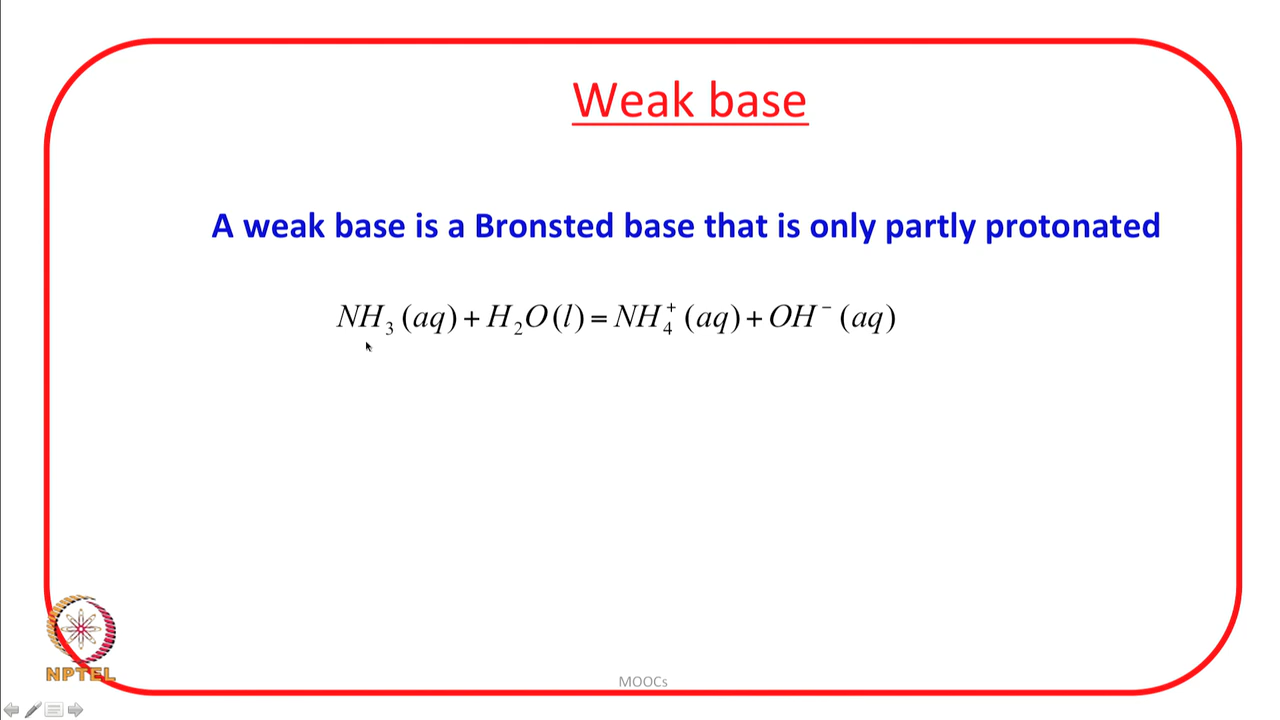 Weak base
A weak base is a Bronsted base that is only partly protonated
NH₃ (aq) + H₂O(l) = NH₄⁺ (aq) + OH⁻ (aq)
NPTEL
MOOCs